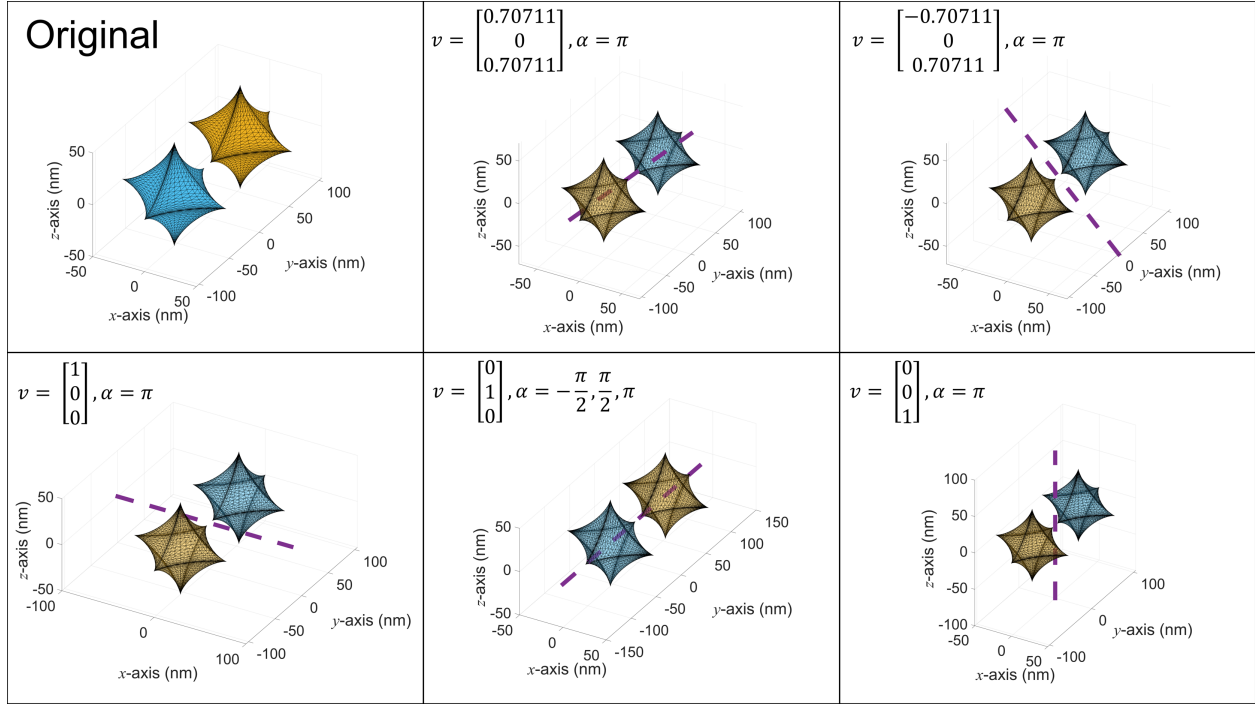 Original
50
0
-50
z-axis (nm)
-50
0
50
x-axis (nm)
-100
-50
0
50
100
y-axis (nm)
v = [0.70711 0 0.70711], α = π
50
0
-50
z-axis (nm)
-50
0
50
x-axis (nm)
-100
-50
0
50
100
y-axis (nm)
v = [−0.70711 0 0.70711], α = π
50
0
-50
z-axis (nm)
-50
0
50
x-axis (nm)
-100
-50
0
50
100
y-axis (nm)
v = [1 0 0], α = π
50
0
-50
z-axis (nm)
-100
0
100
x-axis (nm)
-100
-50
0
50
100
y-axis (nm)
v = [0 1 0], α = −π/2, π/2, π
50
0
-50
z-axis (nm)
-50
0
50
x-axis (nm)
-150
-100
-50
0
50
100
150
y-axis (nm)
v = [0 0 1], α = π
100
50
0
-50
-100
z-axis (nm)
-50
0
50
x-axis (nm)
-100
0
100
y-axis (nm)